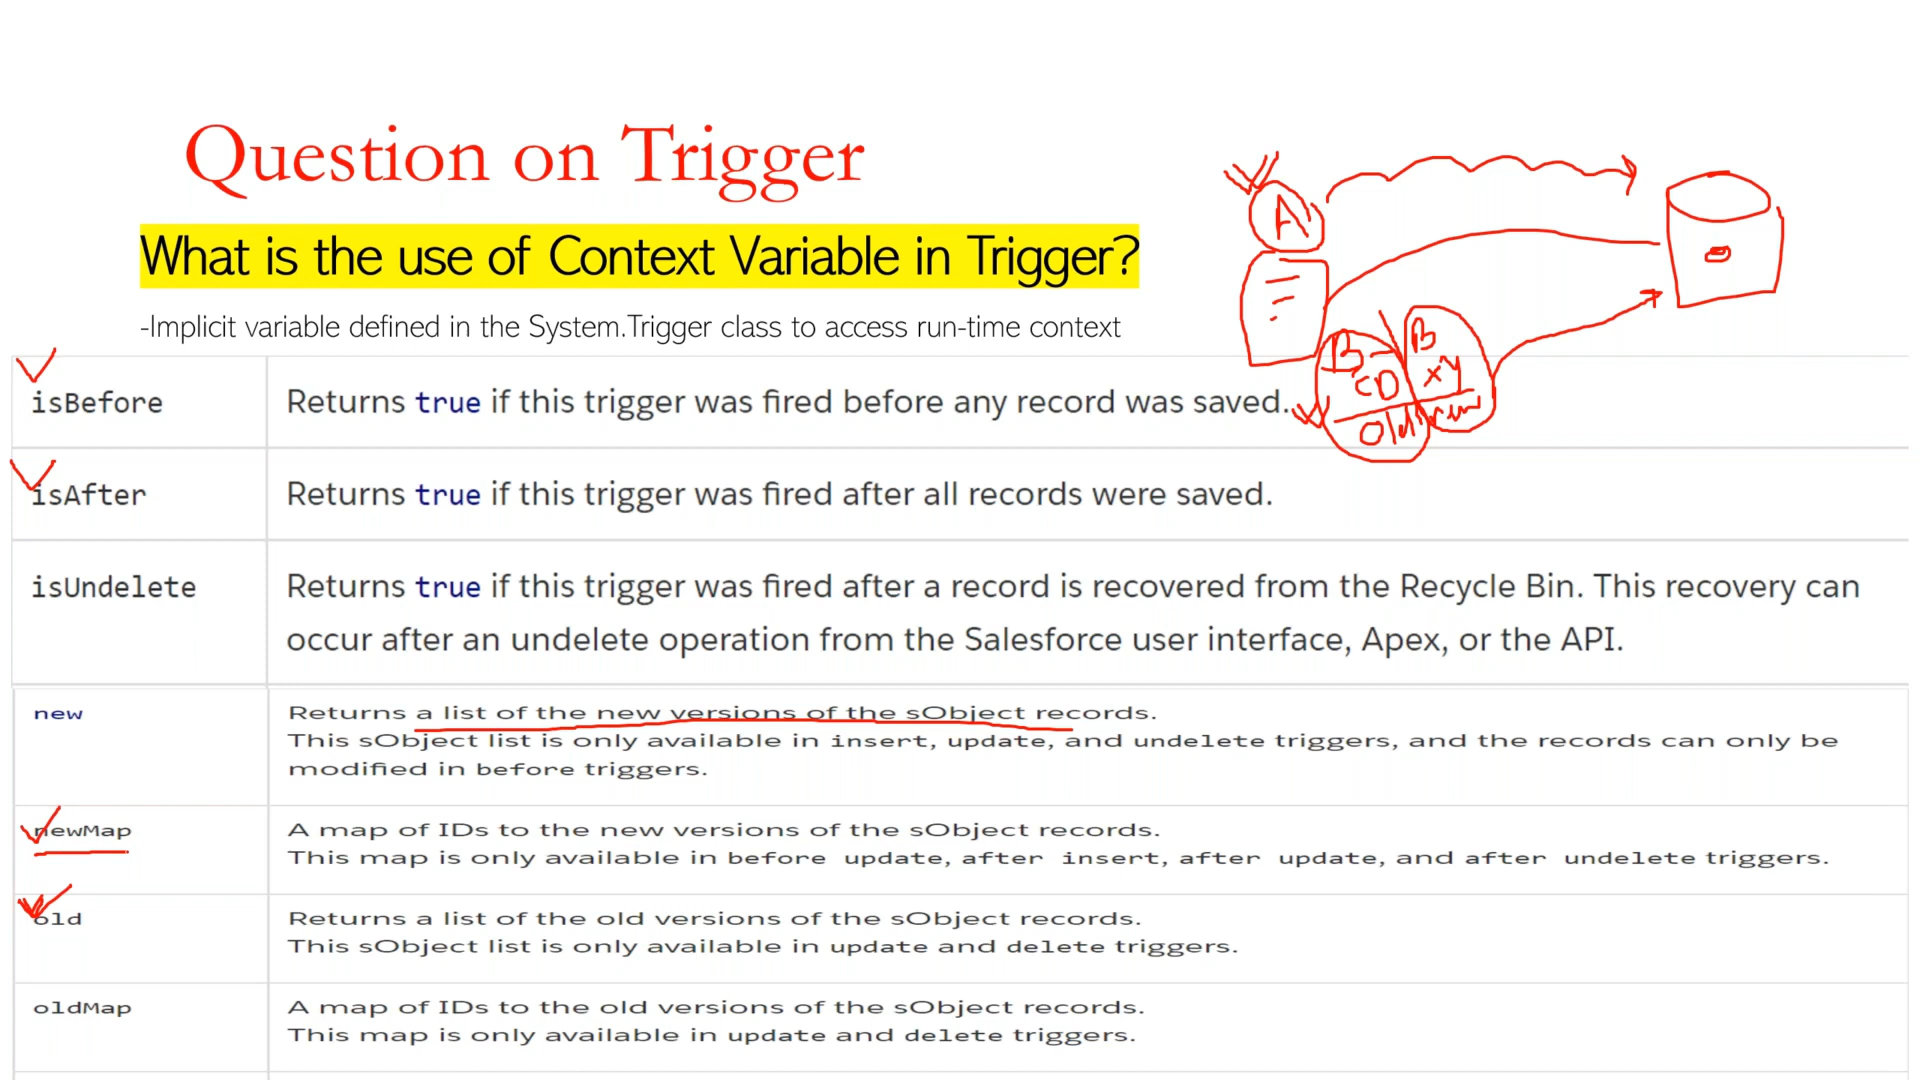 Question on Trigger
What is the use of Context Variable in Trigger?
-Implicit variable defined in the System.Trigger class to access run-time context
A
B
CD
old
B
xy
new
isBefore
Returns true if this trigger was fired before any record was saved.
isAfter
Returns true if this trigger was fired after all records were saved.
isUndelete
Returns true if this trigger was fired after a record is recovered from the Recycle Bin. This recovery can
occur after an undelete operation from the Salesforce user interface, Apex, or the API.
new
Returns a list of the new versions of the sObject records.
This sObject list is only available in insert, update, and undelete triggers, and the records can only be
modified in before triggers.
newMap
A map of IDs to the new versions of the sObject records.
This map is only available in before update, after insert, after update, and after undelete triggers.
old
Returns a list of the old versions of the sObject records.
This sObject list is only available in update and delete triggers.
oldMap
A map of IDs to the old versions of the sObject records.
This map is only available in update and delete triggers.